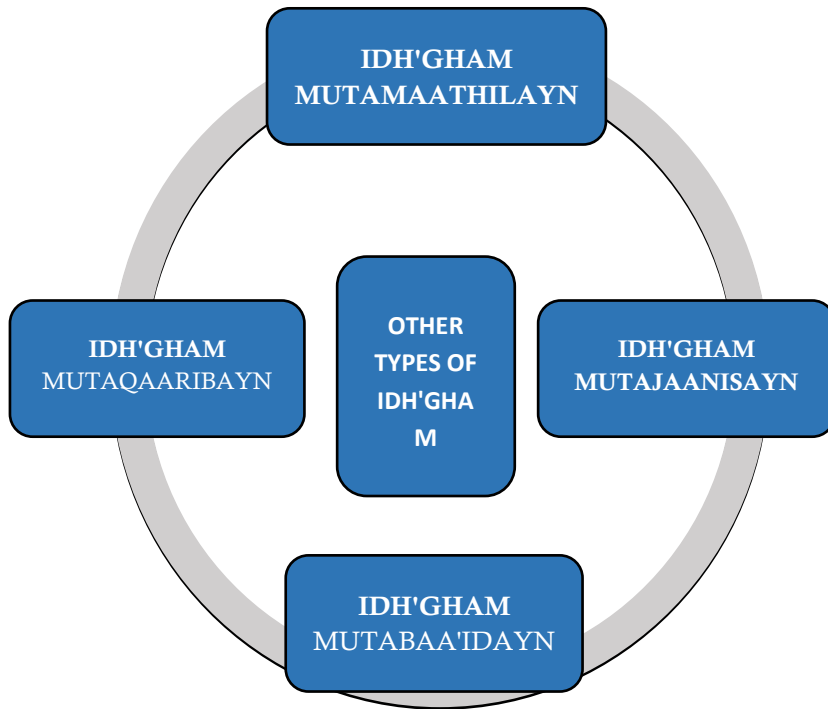 IDH'GHAM
MUTAMAATHILAYN
IDH'GHAM
MUTAQAARIBAYN
OTHER
TYPES OF
IDH'GHA
M
IDH'GHAM
MUTAJAANISAYN
IDH'GHAM
MUTABAA'IDAYN